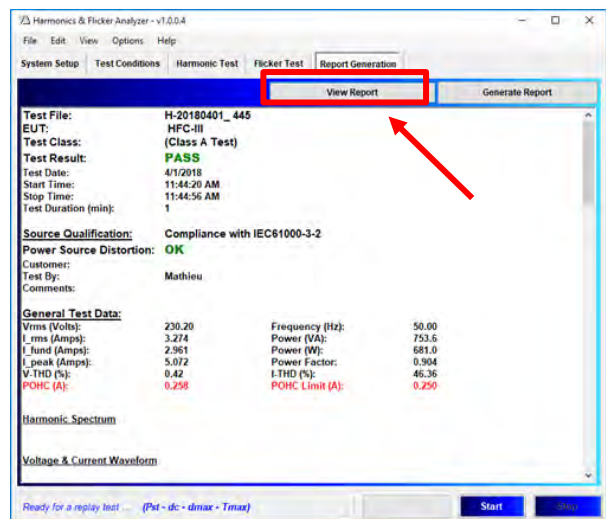 Harmonics & Flicker Analyzer - v1.0.0.4
File Edit View Options Help
System Setup Test Conditions Harmonic Test Flicker Test Report Generation
View Report Generate Report
Test File: H-20180401_ 445
EUT: HFC-III
Test Class: (Class A Test)
Test Result: PASS
Test Date: 4/1/2018
Start Time: 11:44:20 AM
Stop Time: 11:44:56 AM
Test Duration (min): 1
Source Qualification: Compliance with IEC61000-3-2
Power Source Distortion: OK
Customer:
Test By: Mathieu
Comments:
General Test Data:
Vrms (Volts): 230.20 Frequency (Hz): 50.00
I_rms (Amps): 3.274 Power (VA): 753.6
I_fund (Amps): 2.961 Power (W): 681.0
I_peak (Amps): 5.072 Power Factor: 0.904
V-THD (%): 0.42 I-THD (%): 46.36
POHC (A): 0.258 POHC Limit (A): 0.250
Harmonic Spectrum
Voltage & Current Waveform
Ready for a replay test ... (Pst - dc - dmax - Tmax) Start Stop